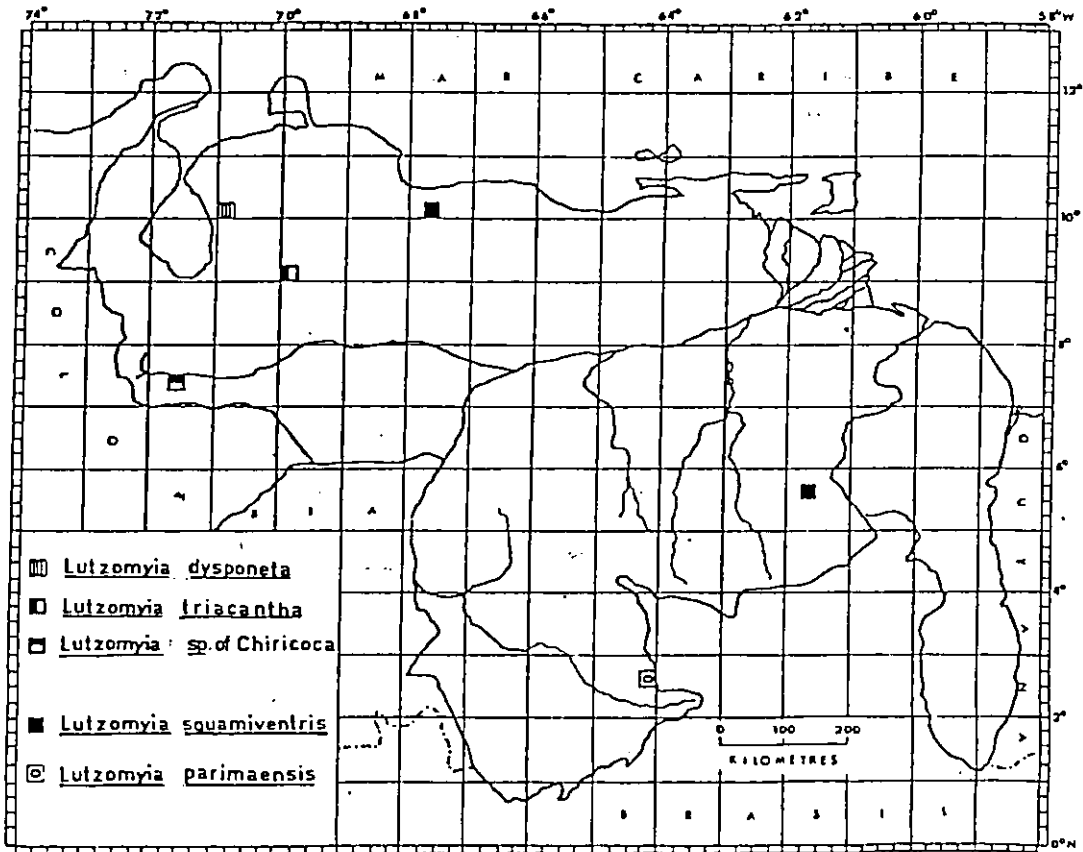 74° 72° 70° 68° 66° 64° 62° 60° 58°W
M A R C A R I B E
12°
10°
8°
6°
4°
2°
0°N
C O L O M B I A
G U Y A N A
B R A S I L
Lutzomyia dysponeta
Lutzomyia triacantha
Lutzomyia sp. of Chiricoca
Lutzomyia squamiventris
Lutzomyia parimaensis
0 100 200
KILOMETRES